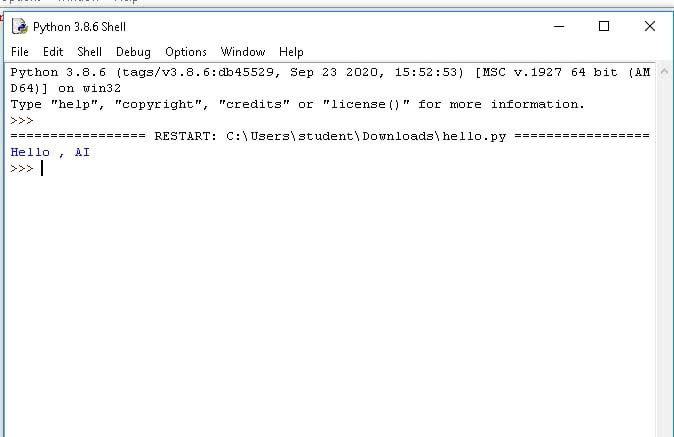 Python 3.8.6 Shell
File Edit Shell Debug Options Window Help
Python 3.8.6 (tags/v3.8.6:db45529, Sep 23 2020, 15:52:53) [MSC v.1927 64 bit (AM
D64)] on win32
Type "help", "copyright", "credits" or "license()" for more information.
>>>
================= RESTART: C:\Users\student\Downloads\hello.py =================
Hello , AI
>>>